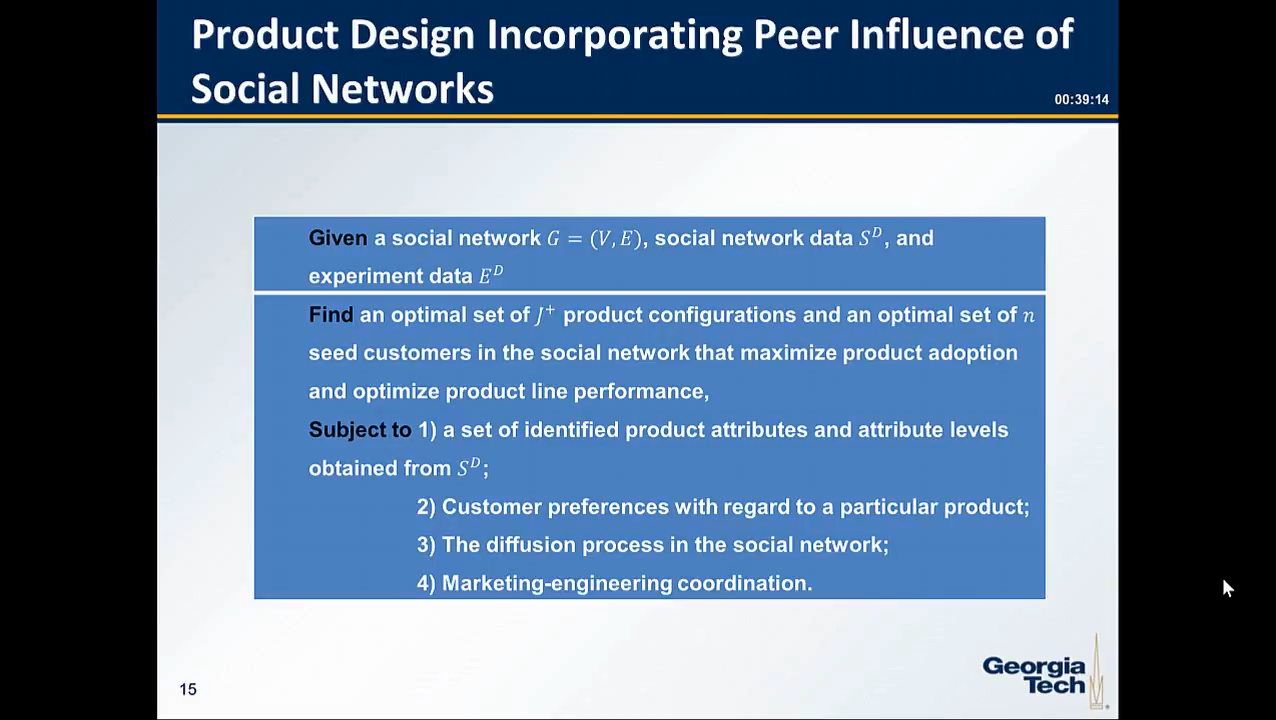 Product Design Incorporating Peer Influence of
Social Networks
00:39:14
Given a social network G = (V, E), social network data S^D, and
experiment data E^D
Find an optimal set of J^+ product configurations and an optimal set of n
seed customers in the social network that maximize product adoption
and optimize product line performance,
Subject to 1) a set of identified product attributes and attribute levels
obtained from S^D;
2) Customer preferences with regard to a particular product;
3) The diffusion process in the social network;
4) Marketing-engineering coordination.
15
Georgia
Tech